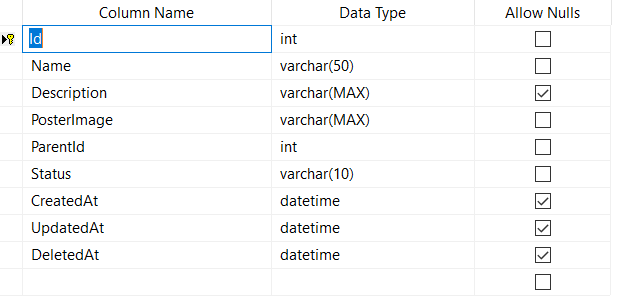 Column Name Data Type Allow Nulls
Id int
Name varchar(50)
Description varchar(MAX)
PosterImage varchar(MAX)
ParentId int
Status varchar(10)
CreatedAt datetime
UpdatedAt datetime
DeletedAt datetime